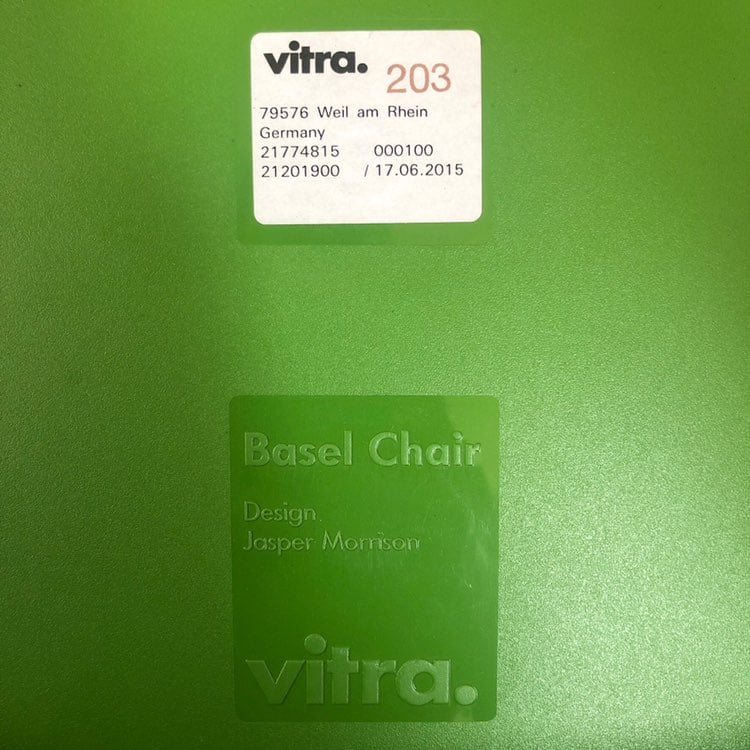 vitra. 203
79576 Weil am Rhein
Germany
21774815 000100
21201900 / 17.06.2015
Basel Chair
Design
Jasper Morrison
vitra.